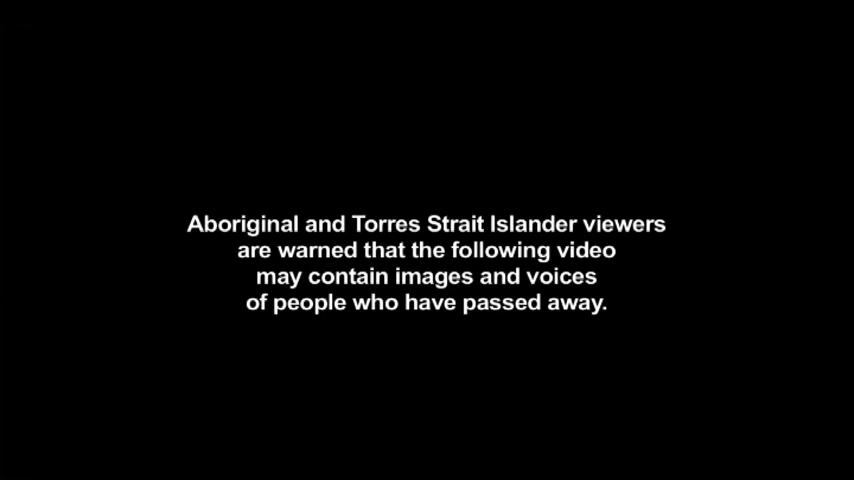 Aboriginal and Torres Strait Islander viewers
are warned that the following video
may contain images and voices
of people who have passed away.